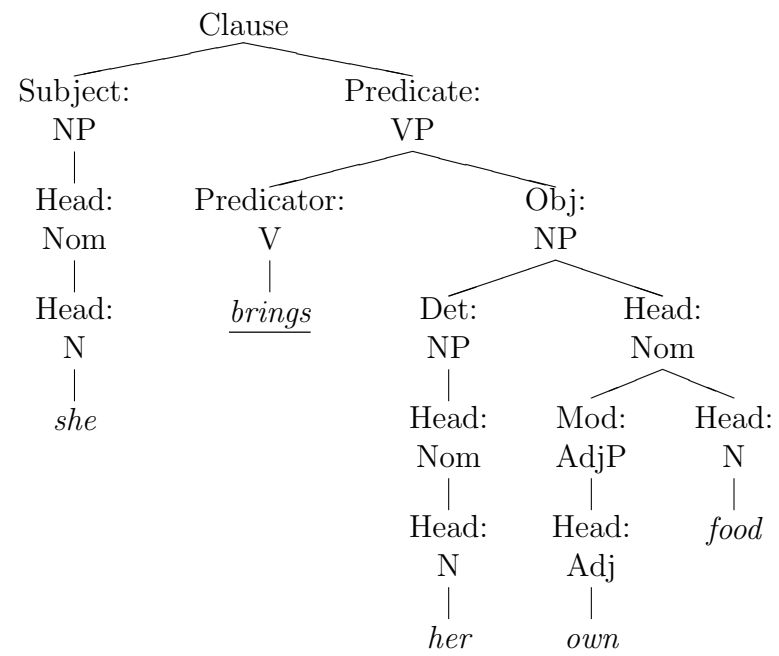 Clause
Subject: Predicate:
NP VP
Head: Predicator: Obj:
Nom V NP
Head: brings Det: Head:
N NP Nom
she Head: Mod: Head:
Nom AdjP N
Head: Head: food
N Adj
her own